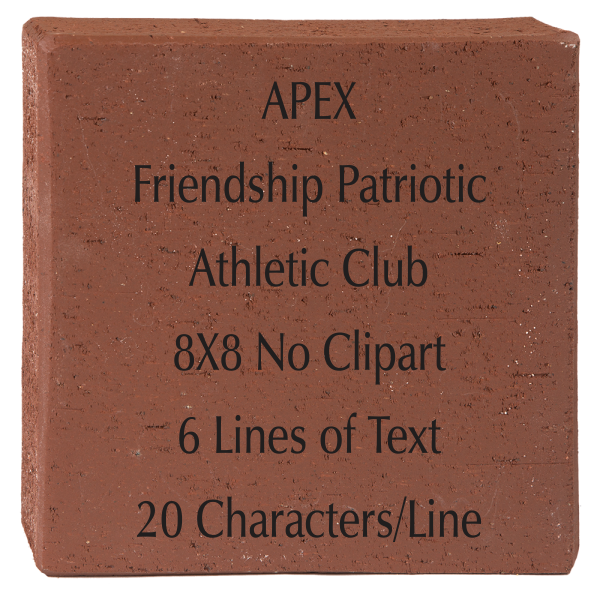 APEX
Friendship Patriotic
Athletic Club
8X8 No Clipart
6 Lines of Text
20 Characters/Line